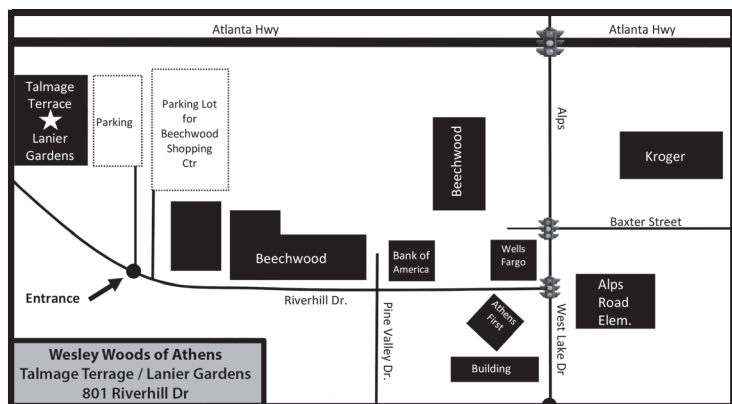 Atlanta Hwy
Atlanta Hwy
Talmage
Terrace
Lanier
Gardens
Parking
Parking Lot
for
Beechwood
Shopping
Ctr
Beechwood
Alps
Kroger
Baxter Street
Beechwood
Bank of
America
Wells
Fargo
Entrance
Riverhill Dr.
Pine Valley Dr.
Athens
First
West Lake Dr
Alps
Road
Elem.
Building
Wesley Woods of Athens
Talmage Terrage / Lanier Gardens
801 Riverhill Dr